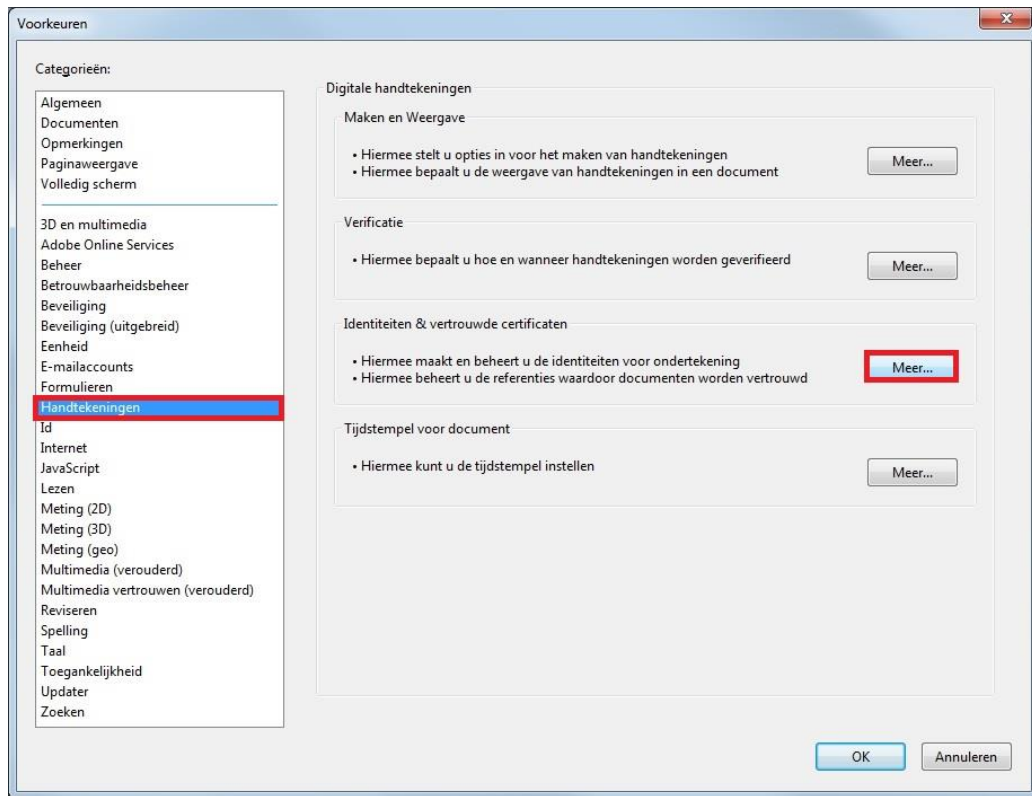 Voorkeuren
Categorieën:
Algemeen
Documenten
Opmerkingen
Paginaweergave
Volledig scherm
3D en multimedia
Adobe Online Services
Beheer
Betrouwbaarheidsbeheer
Beveiliging
Beveiliging (uitgebreid)
Eenheid
E-mailaccounts
Formulieren
Handtekeningen
Id
Internet
JavaScript
Lezen
Meting (2D)
Meting (3D)
Meting (geo)
Multimedia (verouderd)
Multimedia vertrouwen (verouderd)
Reviseren
Spelling
Taal
Toegankelijkheid
Updater
Zoeken
Digitale handtekeningen
Maken en Weergave
• Hiermee stelt u opties in voor het maken van handtekeningen
• Hiermee bepaalt u de weergave van handtekeningen in een document
Meer...
Verificatie
• Hiermee bepaalt u hoe en wanneer handtekeningen worden geverifieerd
Meer...
Identiteiten & vertrouwde certificaten
• Hiermee maakt en beheert u de identiteiten voor ondertekening
• Hiermee beheert u de referenties waardoor documenten worden vertrouwd
Meer...
Tijdstempel voor document
• Hiermee kunt u de tijdstempel instellen
Meer...
OK
Annuleren